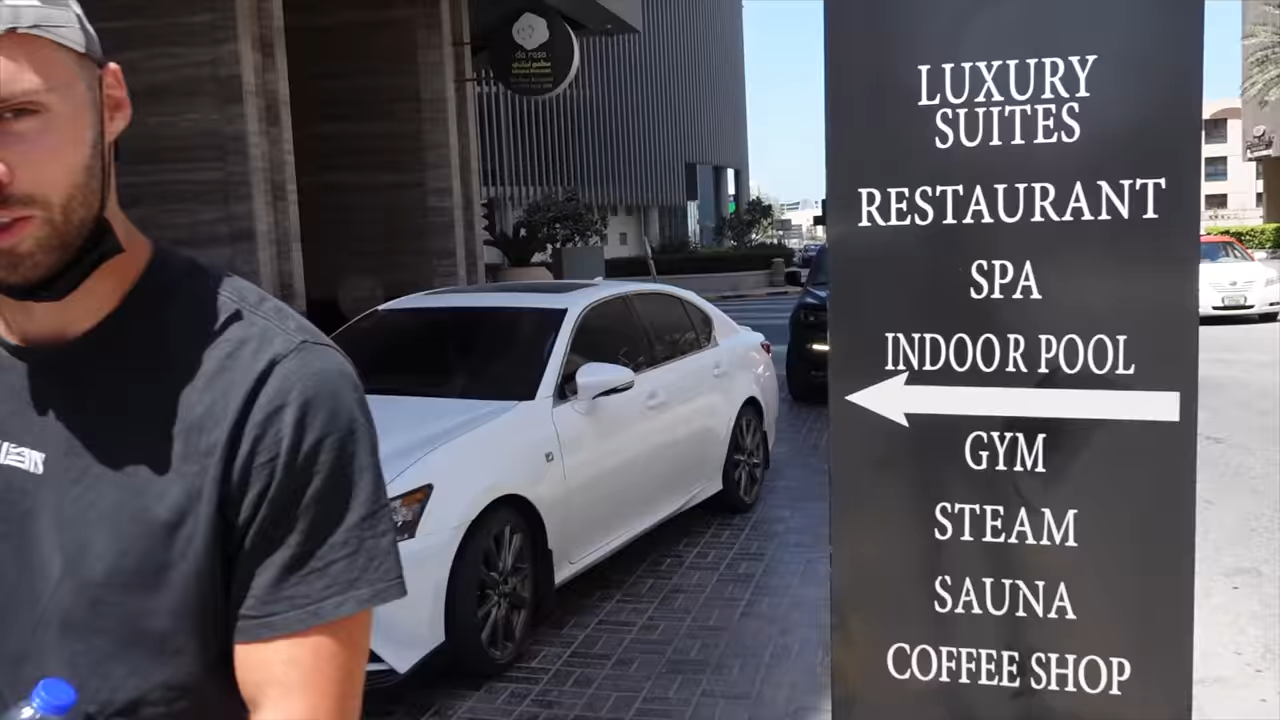 da rosa
LUXURY
SUITES
RESTAURANT
SPA
INDOOR POOL
GYM
STEAM
SAUNA
COFFEE SHOP